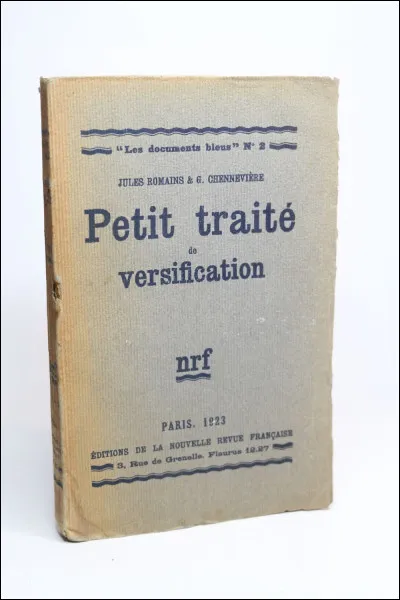 "Les documents bleus" Nº 2
JULES ROMAINS & G. CHENNEVIÈRE
Petit traité
de
versification
nrf
PARIS. 1923
ÉDITIONS DE LA NOUVELLE REVUE FRANÇAISE
3, Rue de Grenelle. Fleurus 12.27